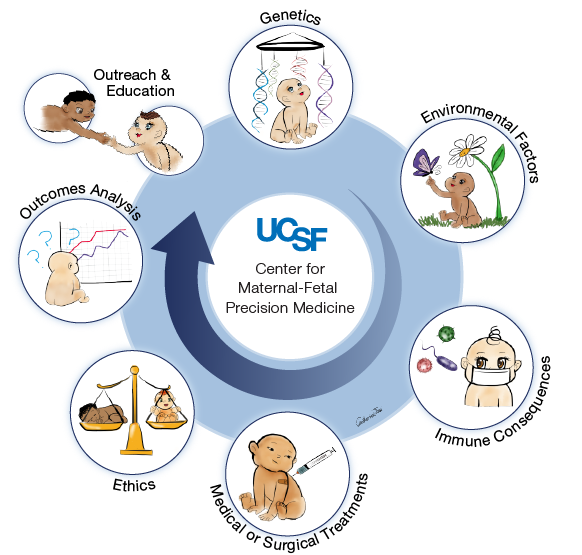 Genetics
Outreach &
Education
Environmental Factors
Outcomes Analysis
UCSF
Center for
Maternal-Fetal
Precision Medicine
? ? ?
Immune Consequences
Ethics
Medical or Surgical Treatments